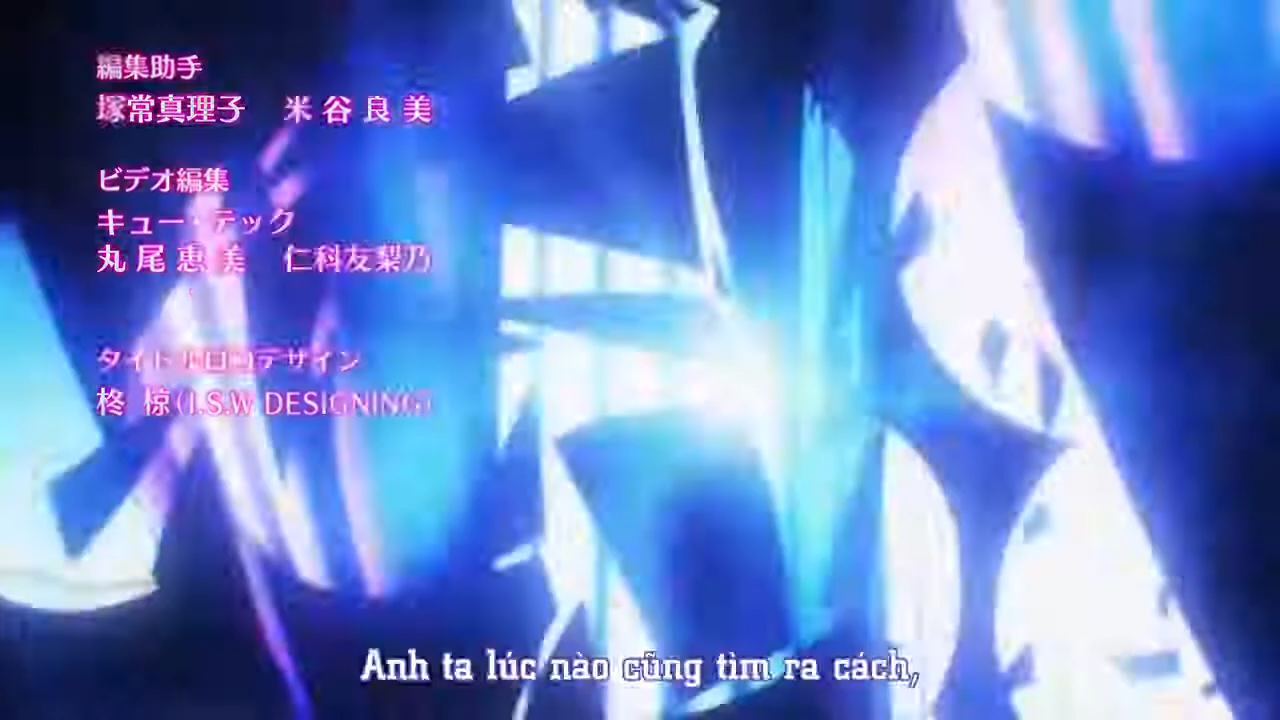 編集助手
塚常真理子　米谷良美
ビデオ編集
キュー・テック
丸尾恵美　仁科友梨乃
タイトルロゴデザイン
柊 椋(I.S.W DESIGNING)
Anh ta lúc nào cũng tìm ra cách,